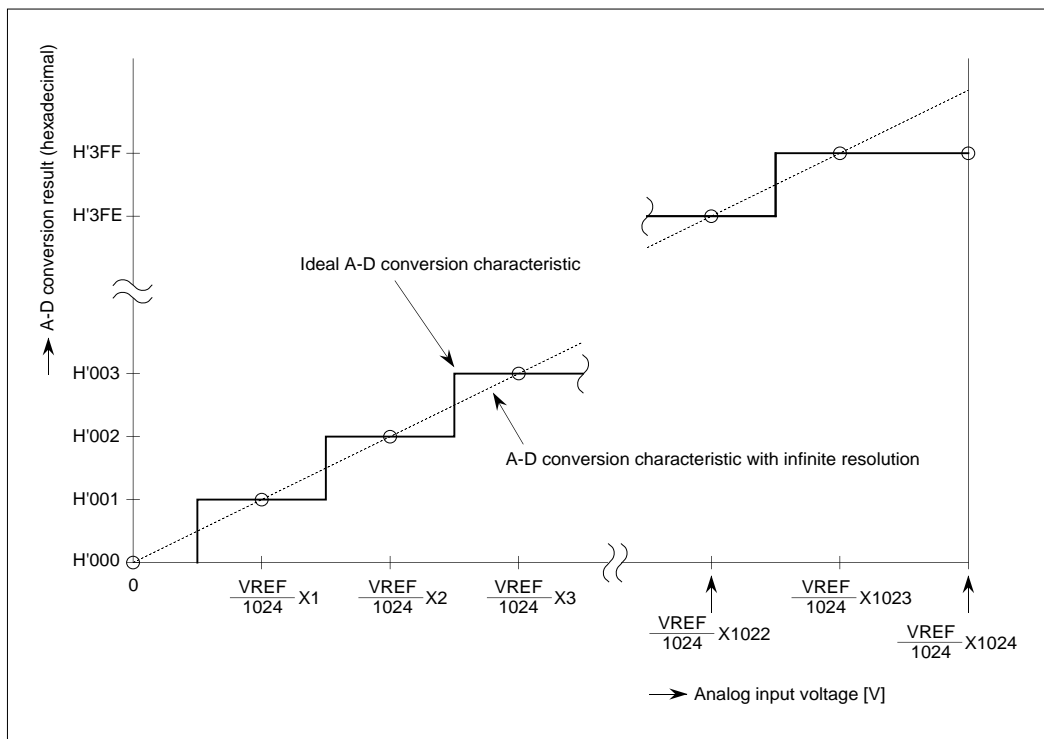 A-D conversion result (hexadecimal)
H'3FF
H'3FE
Ideal A-D conversion characteristic
H'003
H'002
A-D conversion characteristic with infinite resolution
H'001
H'000
0
VREF
1024 X1
VREF
1024 X2
VREF
1024 X3
VREF
1024 X1022
VREF
1024 X1023
VREF
1024 X1024
Analog input voltage [V]